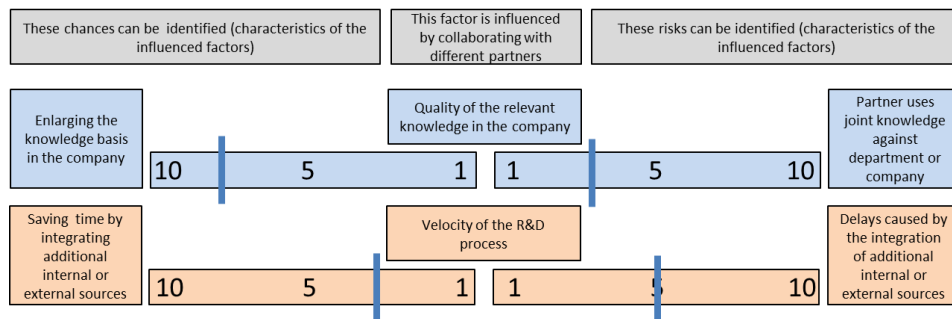 These chances can be identified (characteristics of the
influenced factors)
This factor is influenced
by collaborating with
different partners
These risks can be identified (characteristics of the
influenced factors)
Enlarging the
knowledge basis
in the company
Quality of the relevant
knowledge in the company
Partner uses
joint knowledge
against
department or
company
10 5 1 1 5 10
Saving time by
integrating
additional
internal or
external sources
Velocity of the R&D
process
Delays caused by
the integration
of additional
internal or
external sources
10 5 1 1 5 10